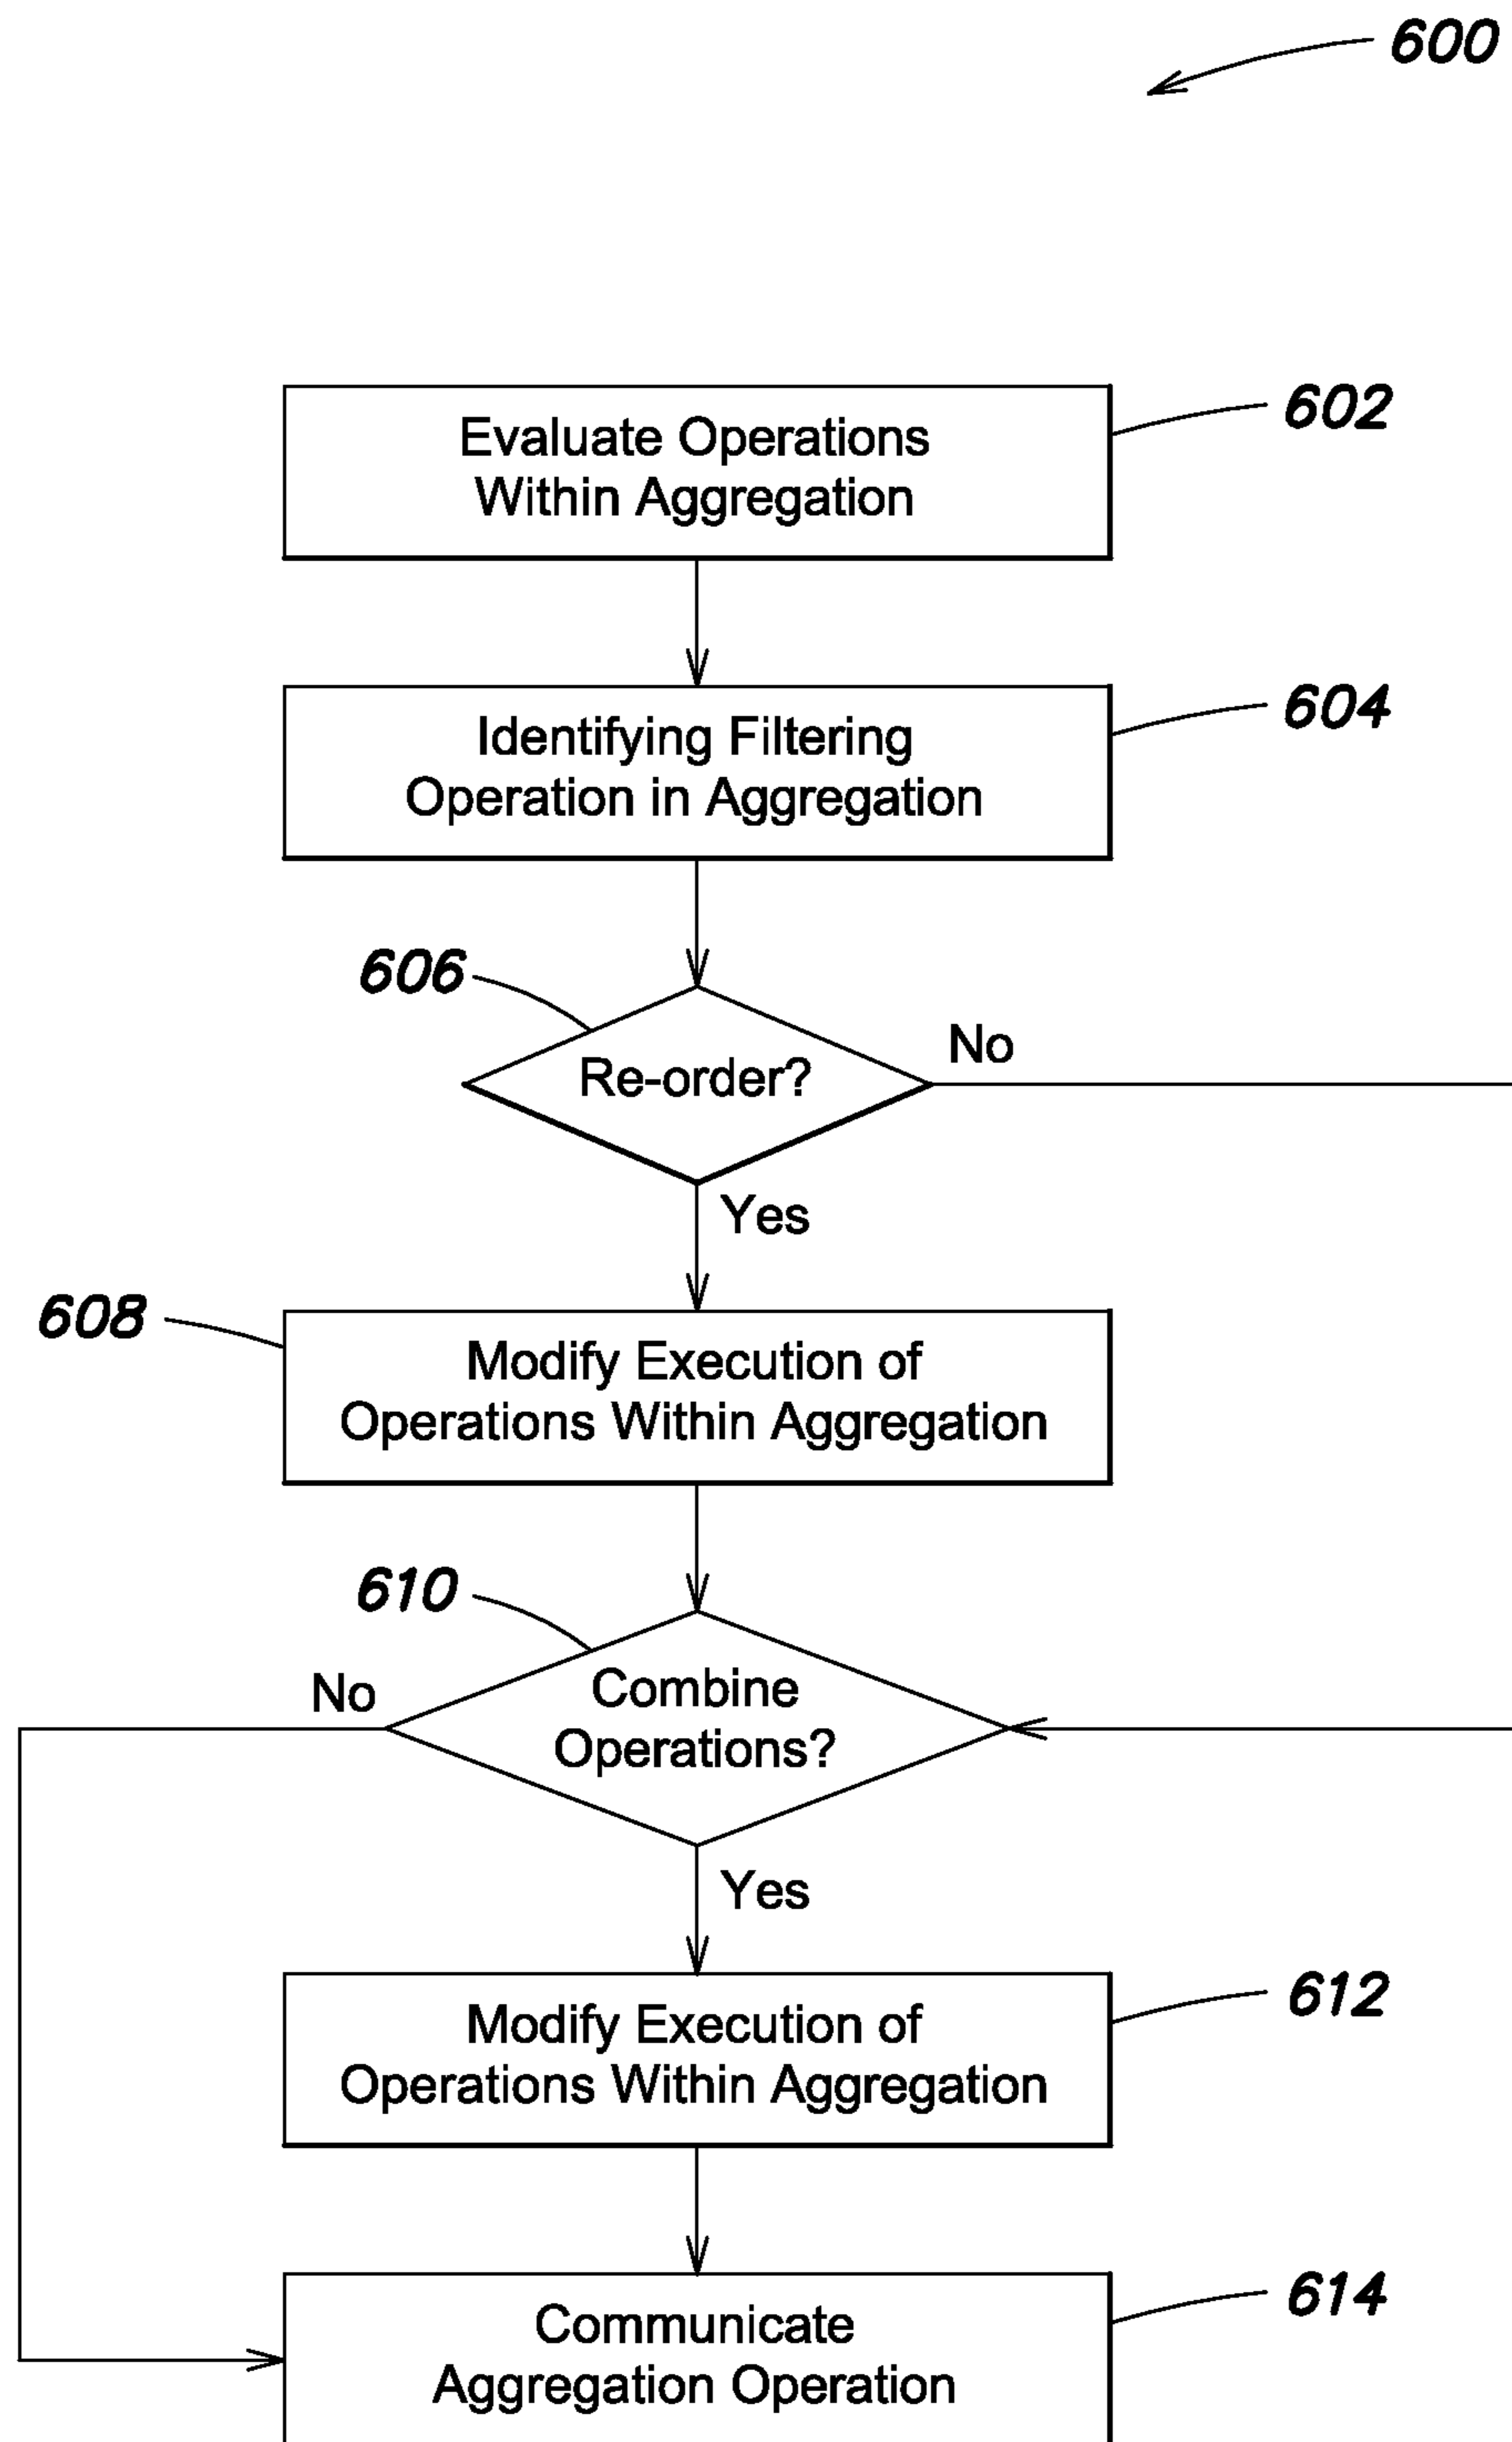 600
Evaluate Operations
Within Aggregation
602
Identifying Filtering
Operation in Aggregation
604
606
Re-order?
No
Yes
608
Modify Execution of
Operations Within Aggregation
610
No
Combine
Operations?
Yes
Modify Execution of
Operations Within Aggregation
612
Communicate
Aggregation Operation
614